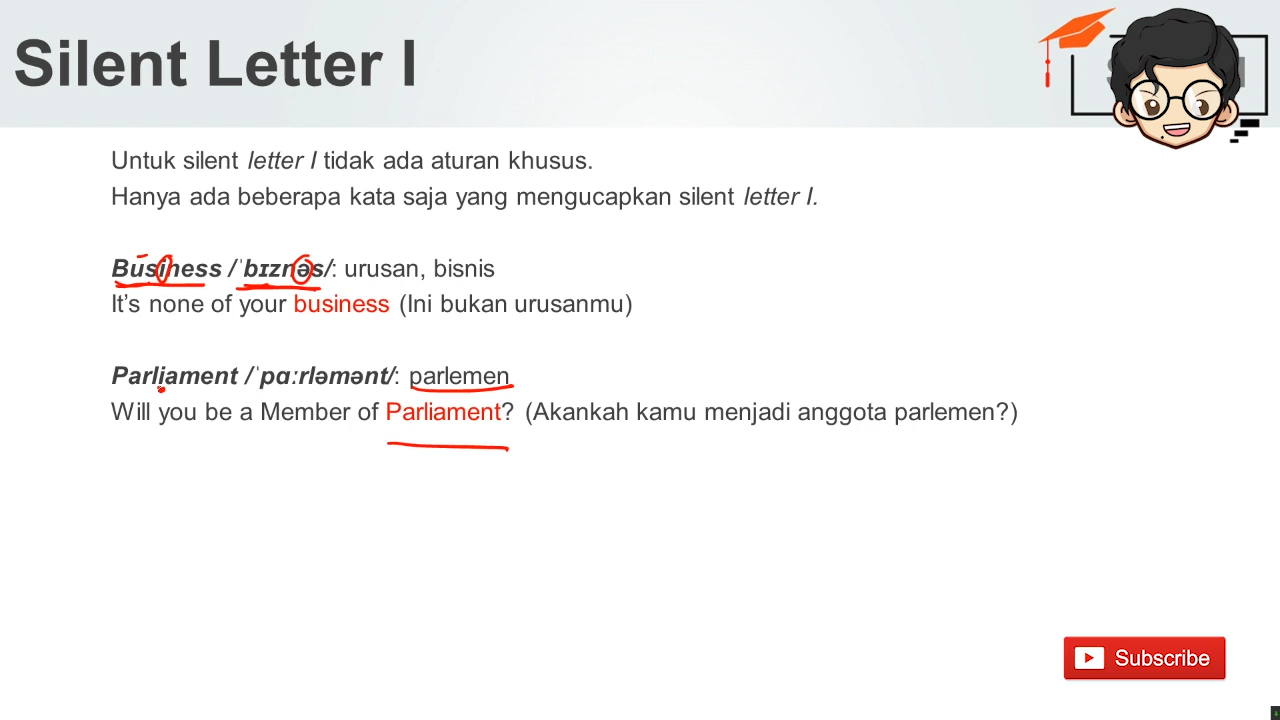 Silent Letter I
Untuk silent letter I tidak ada aturan khusus.
Hanya ada beberapa kata saja yang mengucapkan silent letter I.
Business /ˈbɪznəs/: urusan, bisnis
It's none of your business (Ini bukan urusanmu)
Parliament /ˈpɑːrləmənt/: parlemen
Will you be a Member of Parliament? (Akankah kamu menjadi anggota parlemen?)
Subscribe